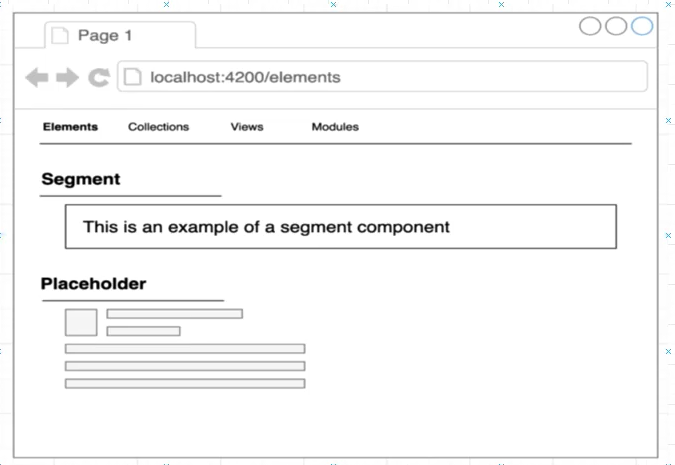 Page 1
localhost:4200/elements
Elements Collections Views Modules
Segment
This is an example of a segment component
Placeholder